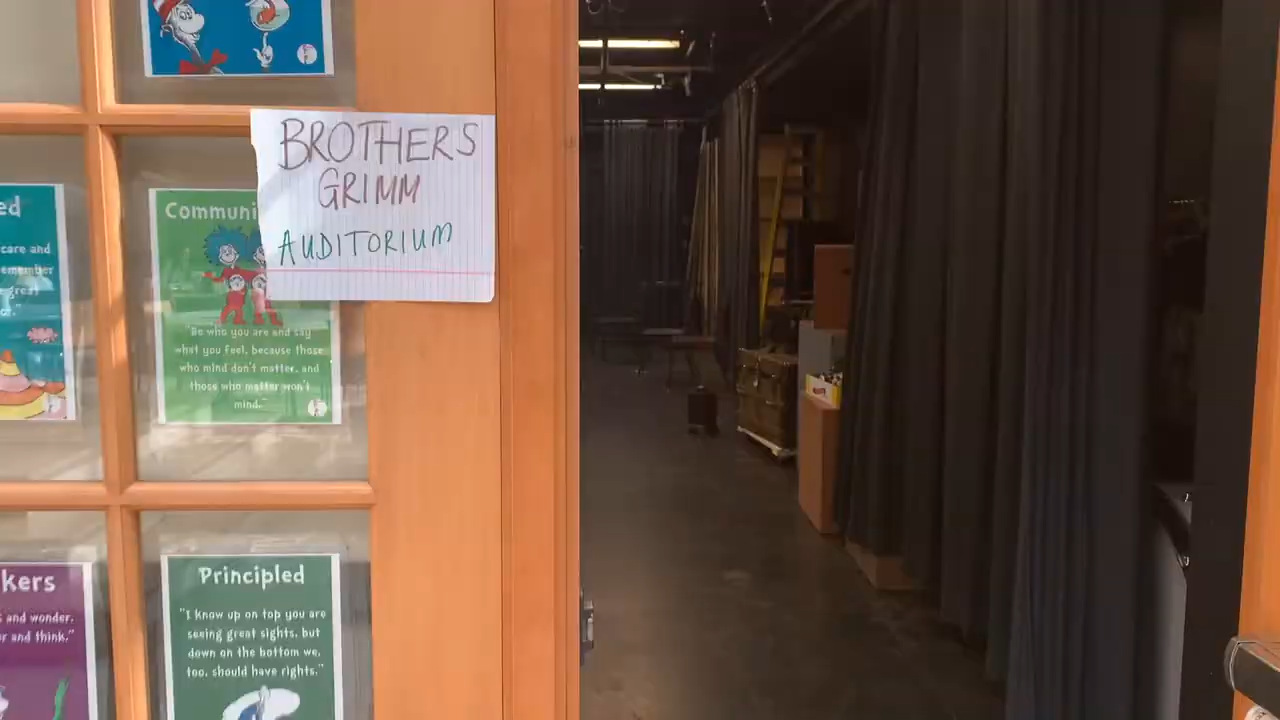 BROTHERS
GRIMM
AUDITORIUM
ed
care and
Communi
"Be who you are and say
what you feel, because those
who mind don't matter, and
those who matter won't
mind."
kers
and wonder,
and think."
Principled
"I know up on top you are
seeing great sights, but
down on the bottom we,
too, should have rights."